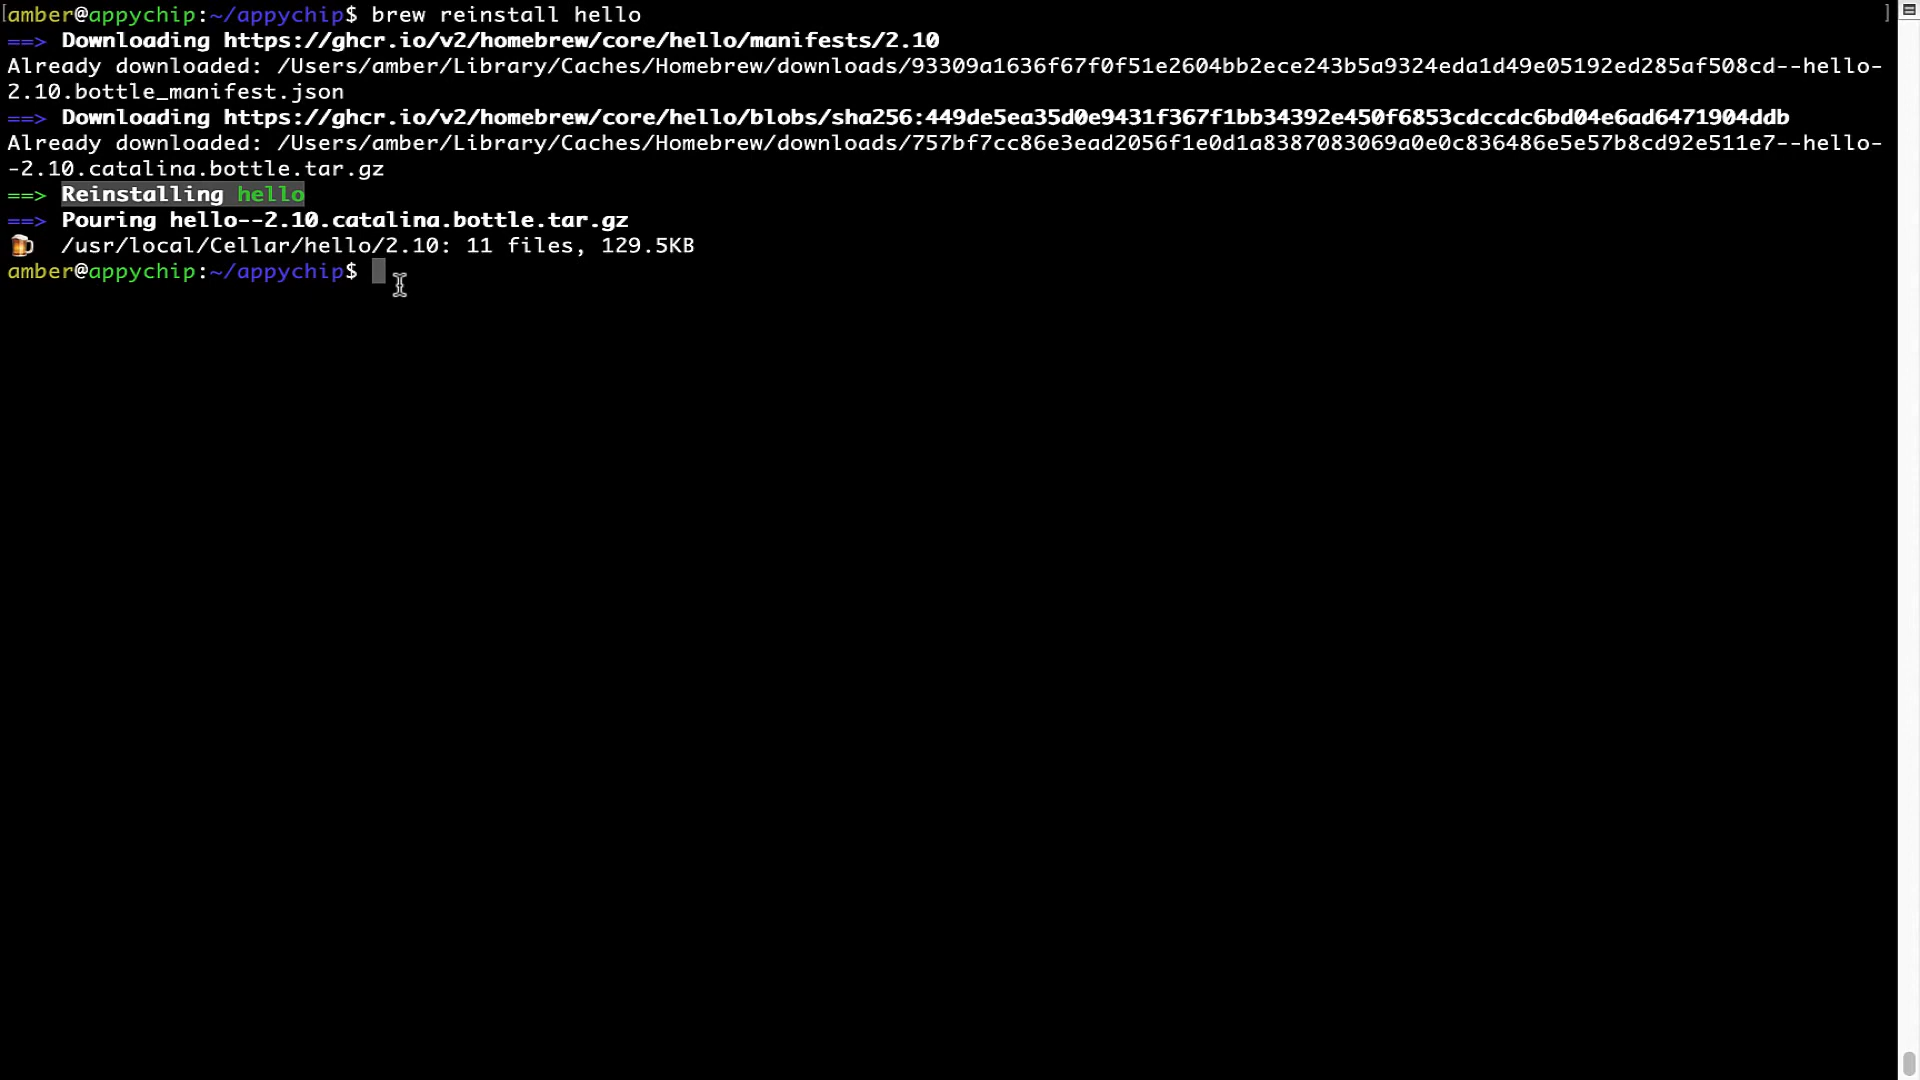 [amber@appychip:~/appychip$ brew reinstall hello ]
==> Downloading https://ghcr.io/v2/homebrew/core/hello/manifests/2.10
Already downloaded: /Users/amber/Library/Caches/Homebrew/downloads/93309a1636f67f0f51e2604bb2ece243b5a9324eda1d49e05192ed285af508cd--hello-
2.10.bottle_manifest.json
==> Downloading https://ghcr.io/v2/homebrew/core/hello/blobs/sha256:449de5ea35d0e9431f367f1bb34392e450f6853cdccdc6bd04e6ad6471904ddb
Already downloaded: /Users/amber/Library/Caches/Homebrew/downloads/757bf7cc86e3ead2056f1e0d1a8387083069a0e0c836486e5e57b8cd92e511e7--hello-
-2.10.catalina.bottle.tar.gz
==> Reinstalling hello
==> Pouring hello--2.10.catalina.bottle.tar.gz
🍺 /usr/local/Cellar/hello/2.10: 11 files, 129.5KB
amber@appychip:~/appychip$